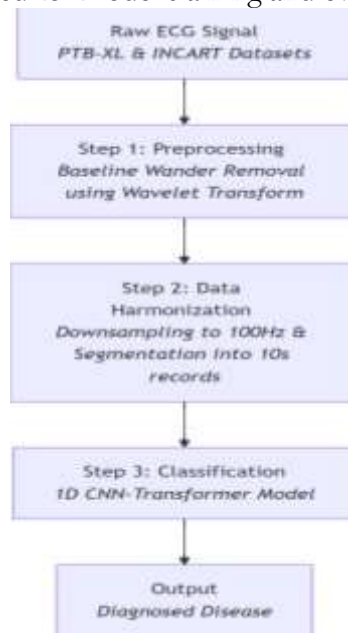 Raw ECG Signal
PTB-XL & INCART Datasets
Step 1: Preprocessing
Baseline Wander Removal
using Wavelet Transform
Step 2: Data
Harmonization
Downsampling to 100Hz &
Segmentation into 10s
records
Step 3: Classification
1D CNN-Transformer Model
Output
Diagnosed Disease